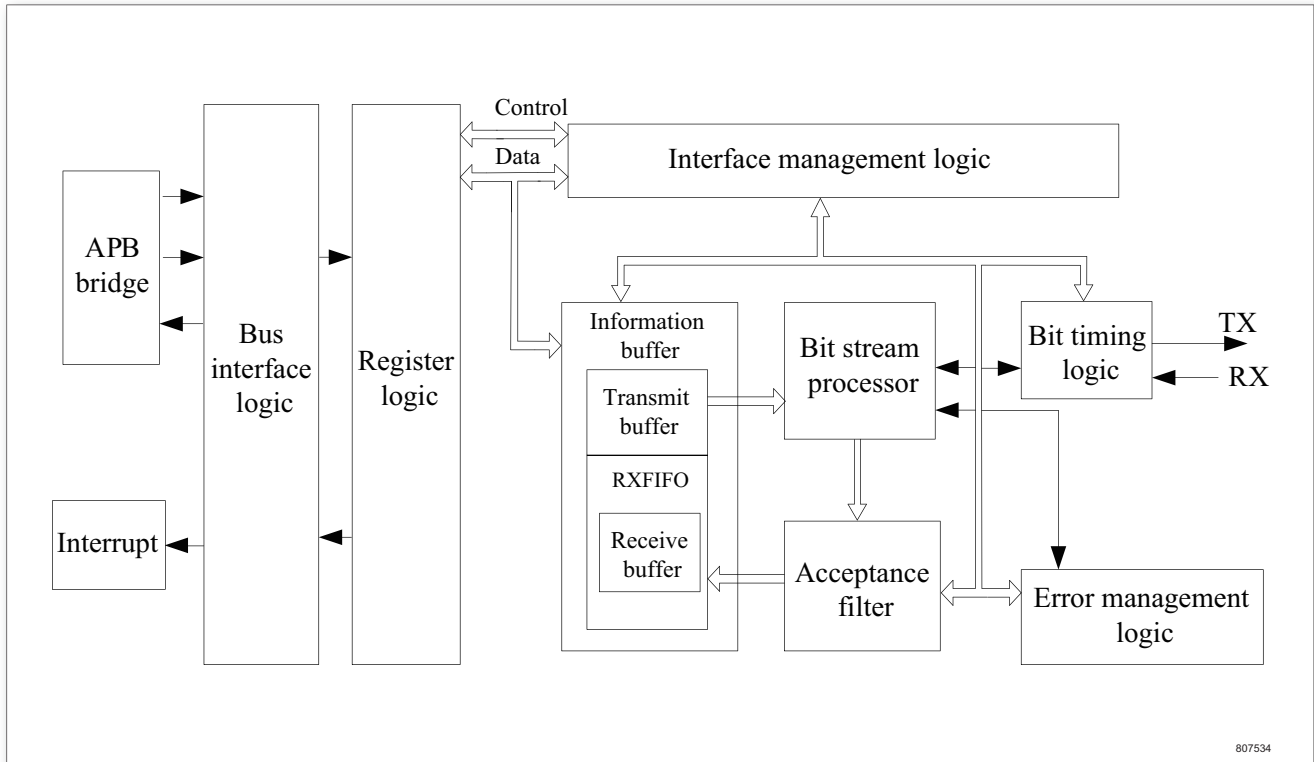 Control
Data
Interface management logic
APB
bridge
Bus
interface
logic
Register
logic
Information
buffer
Transmit
buffer
RXFIFO
Receive
buffer
Bit stream
processor
Acceptance
filter
Bit timing
logic
TX
RX
Error management
logic
Interrupt
807534